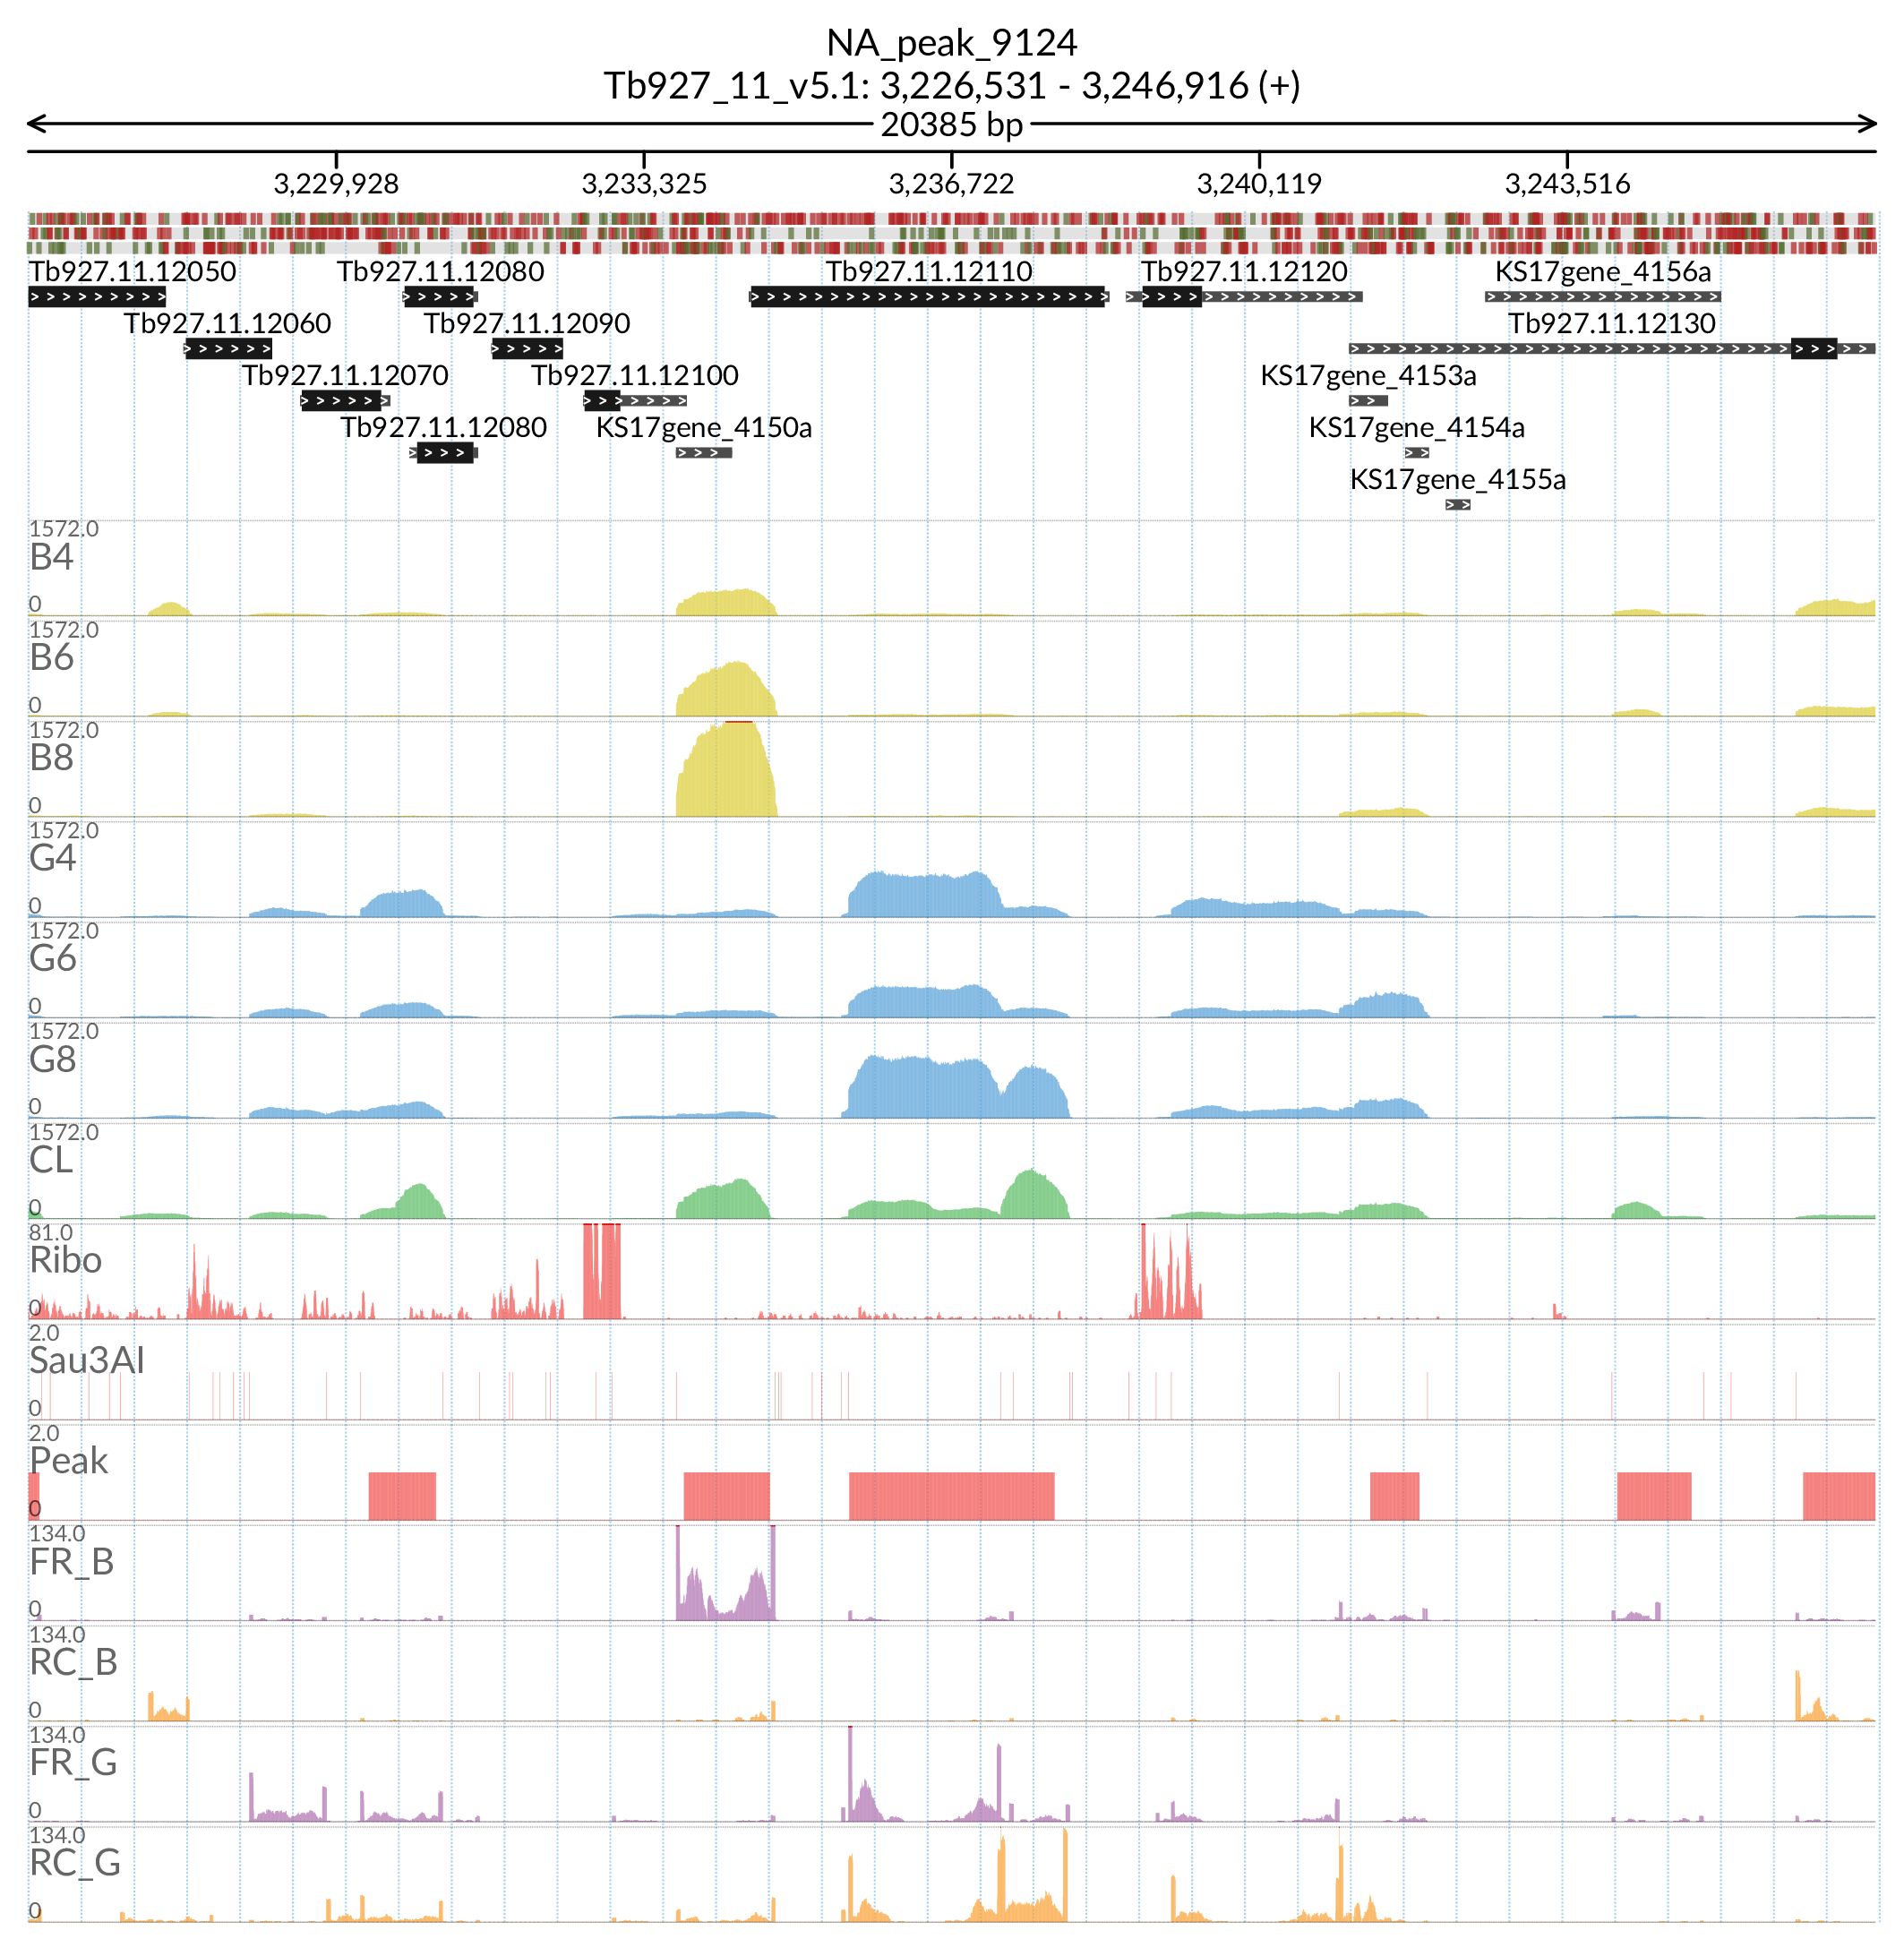 NA_peak_9124
Tb927_11_v5.1: 3,226,531 - 3,246,916 (+)
20385 bp
3,229,928 3,233,325 3,236,722 3,240,119 3,243,516
Tb927.11.12050 Tb927.11.12080 Tb927.11.12110 Tb927.11.12120 KS17gene_4156a
Tb927.11.12060 Tb927.11.12090 Tb927.11.12130
Tb927.11.12070 Tb927.11.12100 KS17gene_4153a
Tb927.11.12080 KS17gene_4150a KS17gene_4154a
KS17gene_4155a
1572.0
B4
0
1572.0
B6
0
1572.0
B8
0
1572.0
G4
0
1572.0
G6
0
1572.0
G8
0
1572.0
CL
0
81.0
Ribo
0
2.0
Sau3AI
0
2.0
Peak
0
134.0
FR_B
0
134.0
RC_B
0
134.0
FR_G
0
134.0
RC_G
0